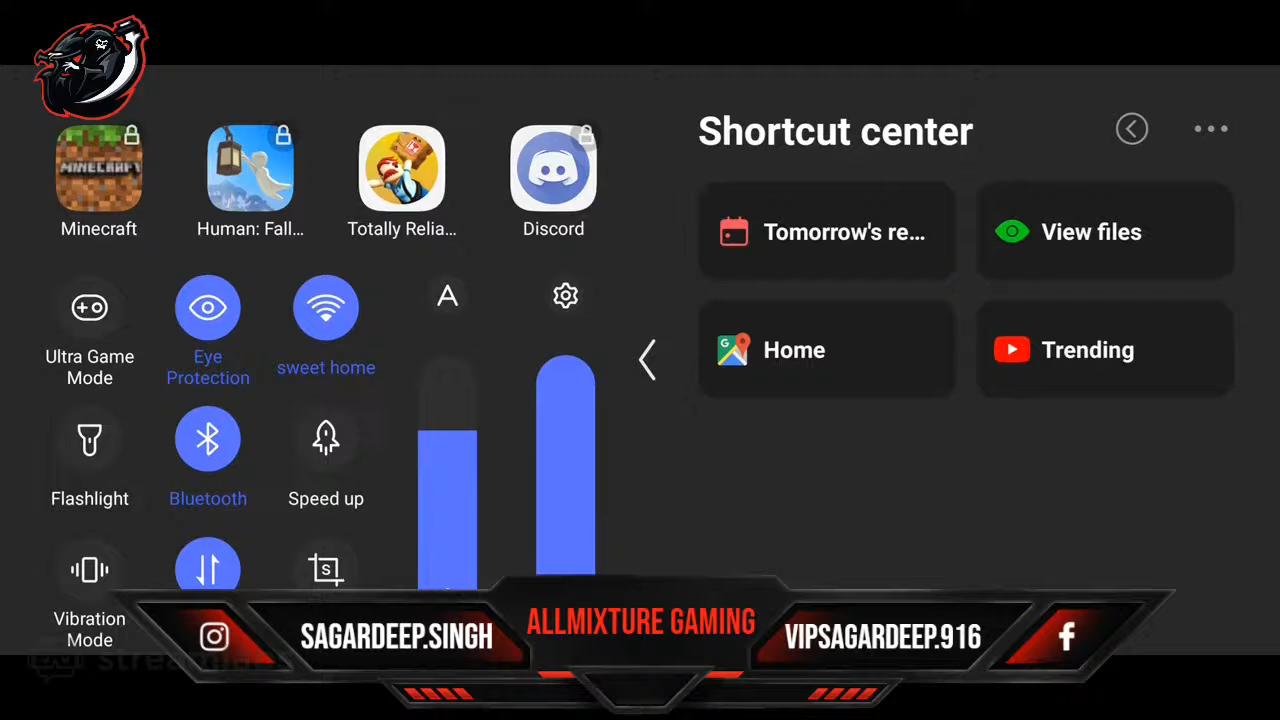 MINECRAFT
Minecraft
Human: Fall...
Totally Relia...
Discord
Shortcut center
Tomorrow's re...
View files
Home
Trending
A
Ultra Game
Mode
Eye
Protection
sweet home
Flashlight
Bluetooth
Speed up
S
Vibration
Mode
SAGARDEEP.SINGH
ALLMIXTURE GAMING
VIPSAGARDEEP.916